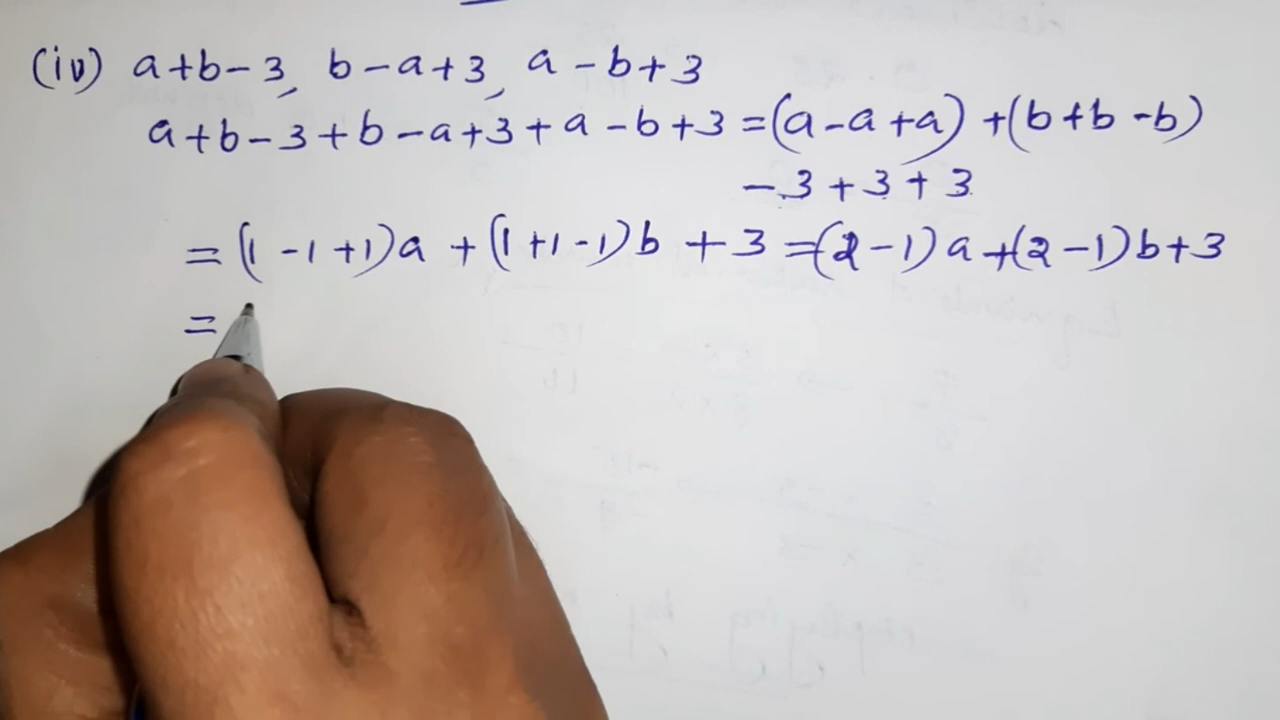 (iv) a+b-3, b-a+3, a-b+3
a+b-3+b-a+3+a-b+3=(a-a+a)+(b+b-b)
-3+3+3
=(1-1+1)a+(1+1-1)b+3=(2-1)a+(2-1)b+3
=